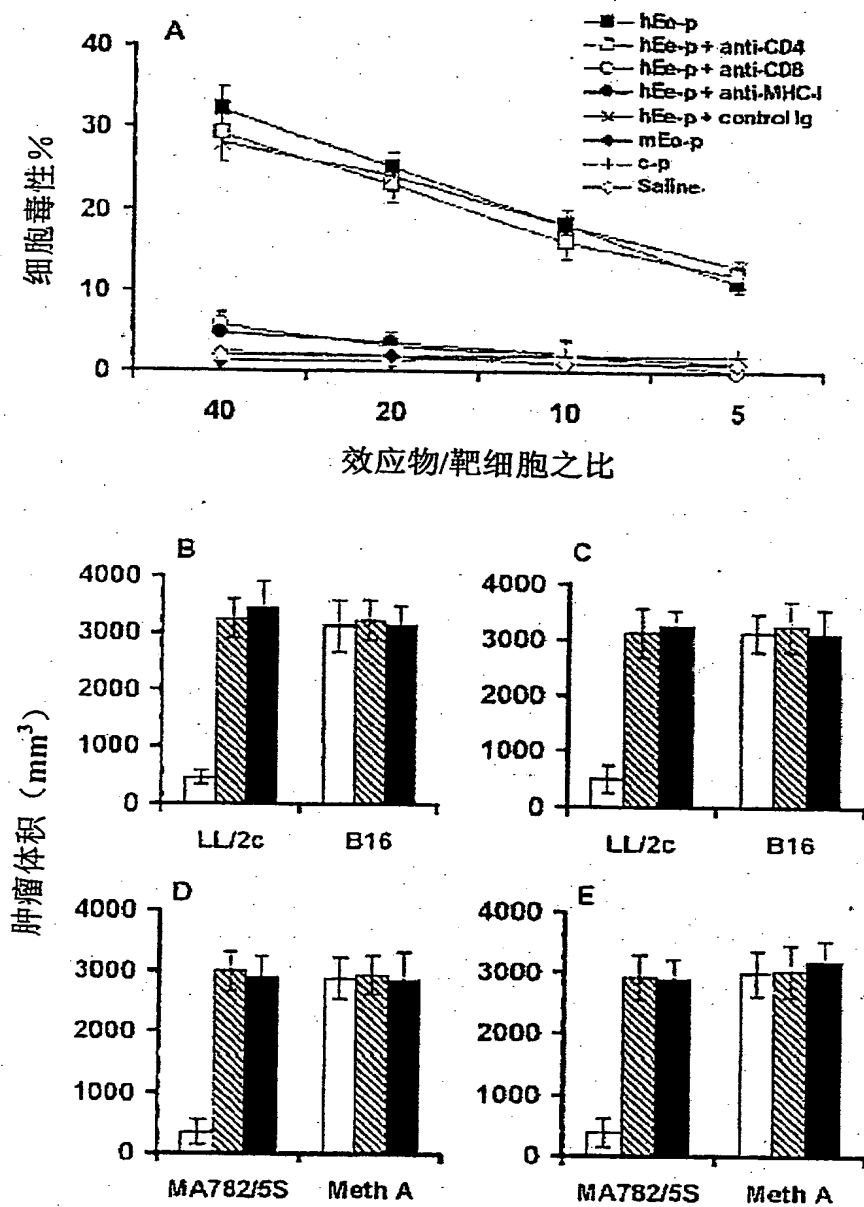 A
hEo-p
hEe-p + anti-CD4
hEe-p + anti-CD8
hEe-p + anti-MHC-I
hEe-p + control Ig
mEo-p
c-p
Saline
40
30
20
10
0
细胞毒性%
40 20 10 5
效应物/靶细胞之比
B
4000
3000
2000
1000
0
LL/2c B16
C
4000
3000
2000
1000
0
LL/2c B16
肿瘤体积（mm³）
D
4000
3000
2000
1000
0
MA782/5S Meth A
E
4000
3000
2000
1000
0
MA782/5S Meth A